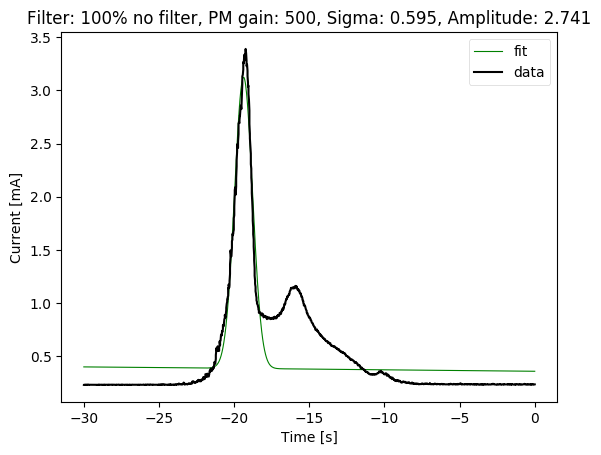 Filter: 100% no filter, PM gain: 500, Sigma: 0.595, Amplitude: 2.741
3.5
3.0
2.5
2.0
1.5
1.0
0.5
Current [mA]
fit
data
−30
−25
−20
−15
−10
−5
0
Time [s]